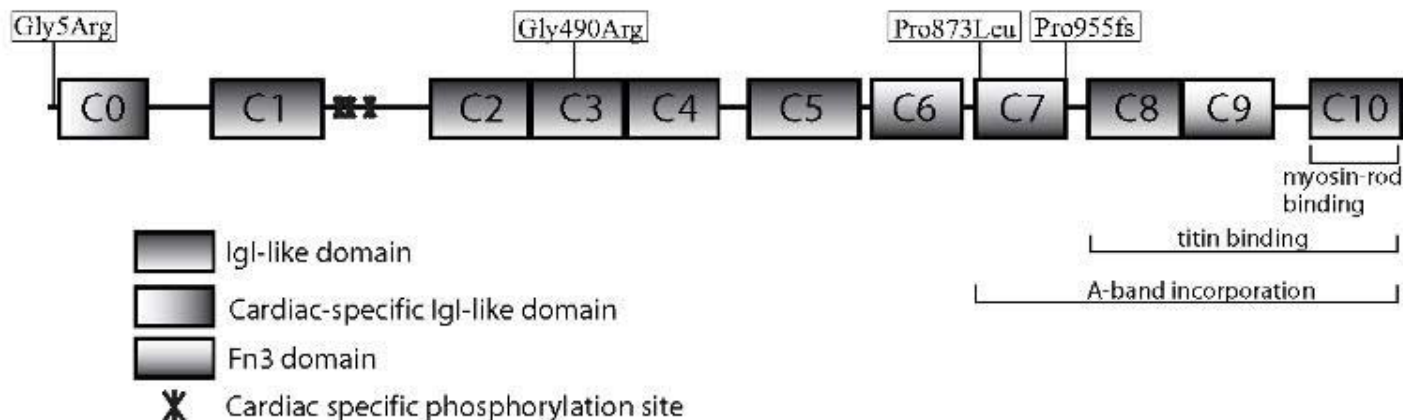 Gly5Arg
Gly490Arg
Pro873Leu
Pro955fs
C0
C1
C2
C3
C4
C5
C6
C7
C8
C9
C10
myosin-rod
binding
titin binding
A-band incorporation
IgI-like domain
Cardiac-specific IgI-like domain
Fn3 domain
Cardiac specific phosphorylation site